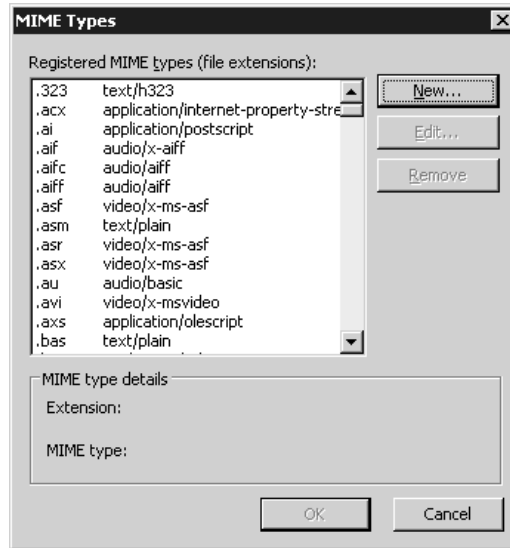 MIME Types
Registered MIME types (file extensions):
.323 text/h323
.acx application/internet-property-stre
.ai application/postscript
.aif audio/x-aiff
.aifc audio/aiff
.aiff audio/aiff
.asf video/x-ms-asf
.asm text/plain
.asr video/x-ms-asf
.asx video/x-ms-asf
.au audio/basic
.avi video/x-msvideo
.axs application/olescript
.bas text/plain
New...
Edit...
Remove
MIME type details
Extension:
MIME type:
OK Cancel